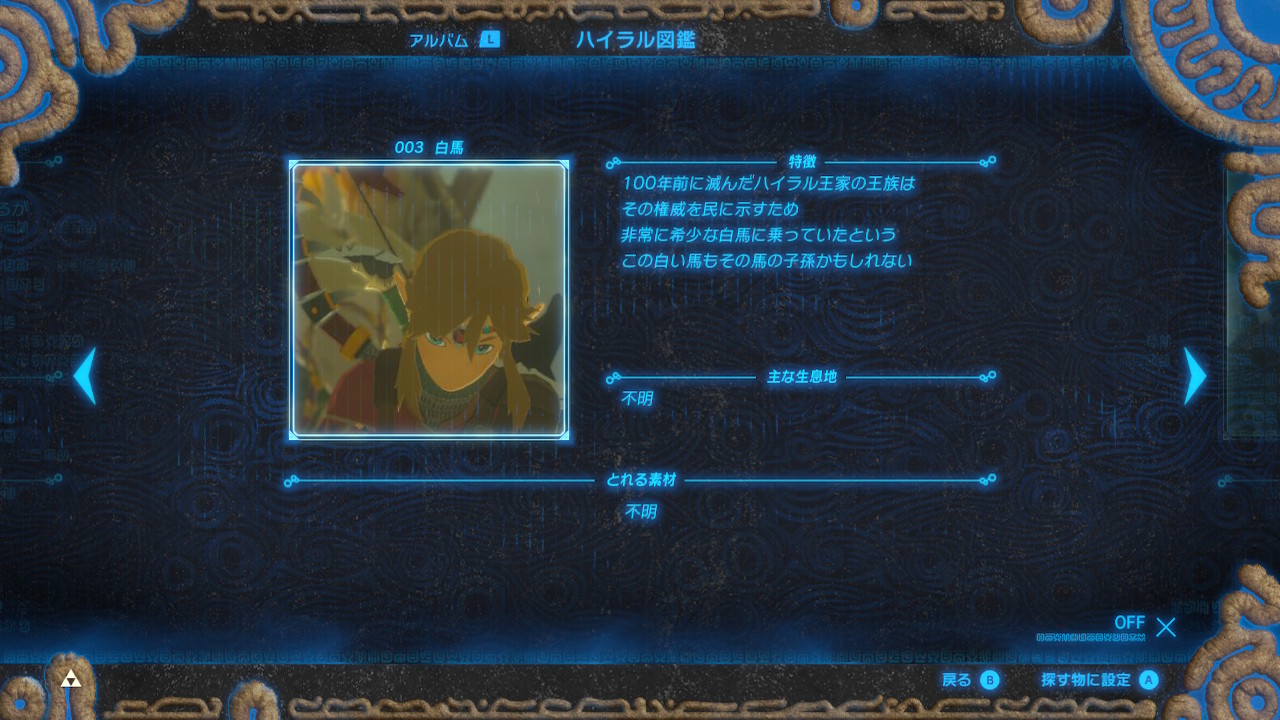 アルバム L
ハイラル図鑑
003 白馬
特徴
100年前に滅んだハイラル王家の王族は
その権威を民に示すため
非常に希少な白馬に乗っていたという
この白い馬もその馬の子孫かもしれない
主な生息地
不明
とれる素材
不明
OFF
戻る B
探す物に設定 A